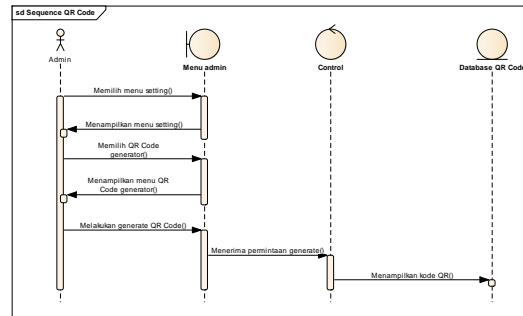 sd Sequence QR Code
Admin
Menu admin
Control
Database QR Code
Memilih menu setting()
Menampilkan menu setting()
Memilih QR Code
generator()
Menampilkan menu QR
Code generator()
Melakukan generate QR Code()
Menerima permintaan generate()
Menampilkan kode QR()